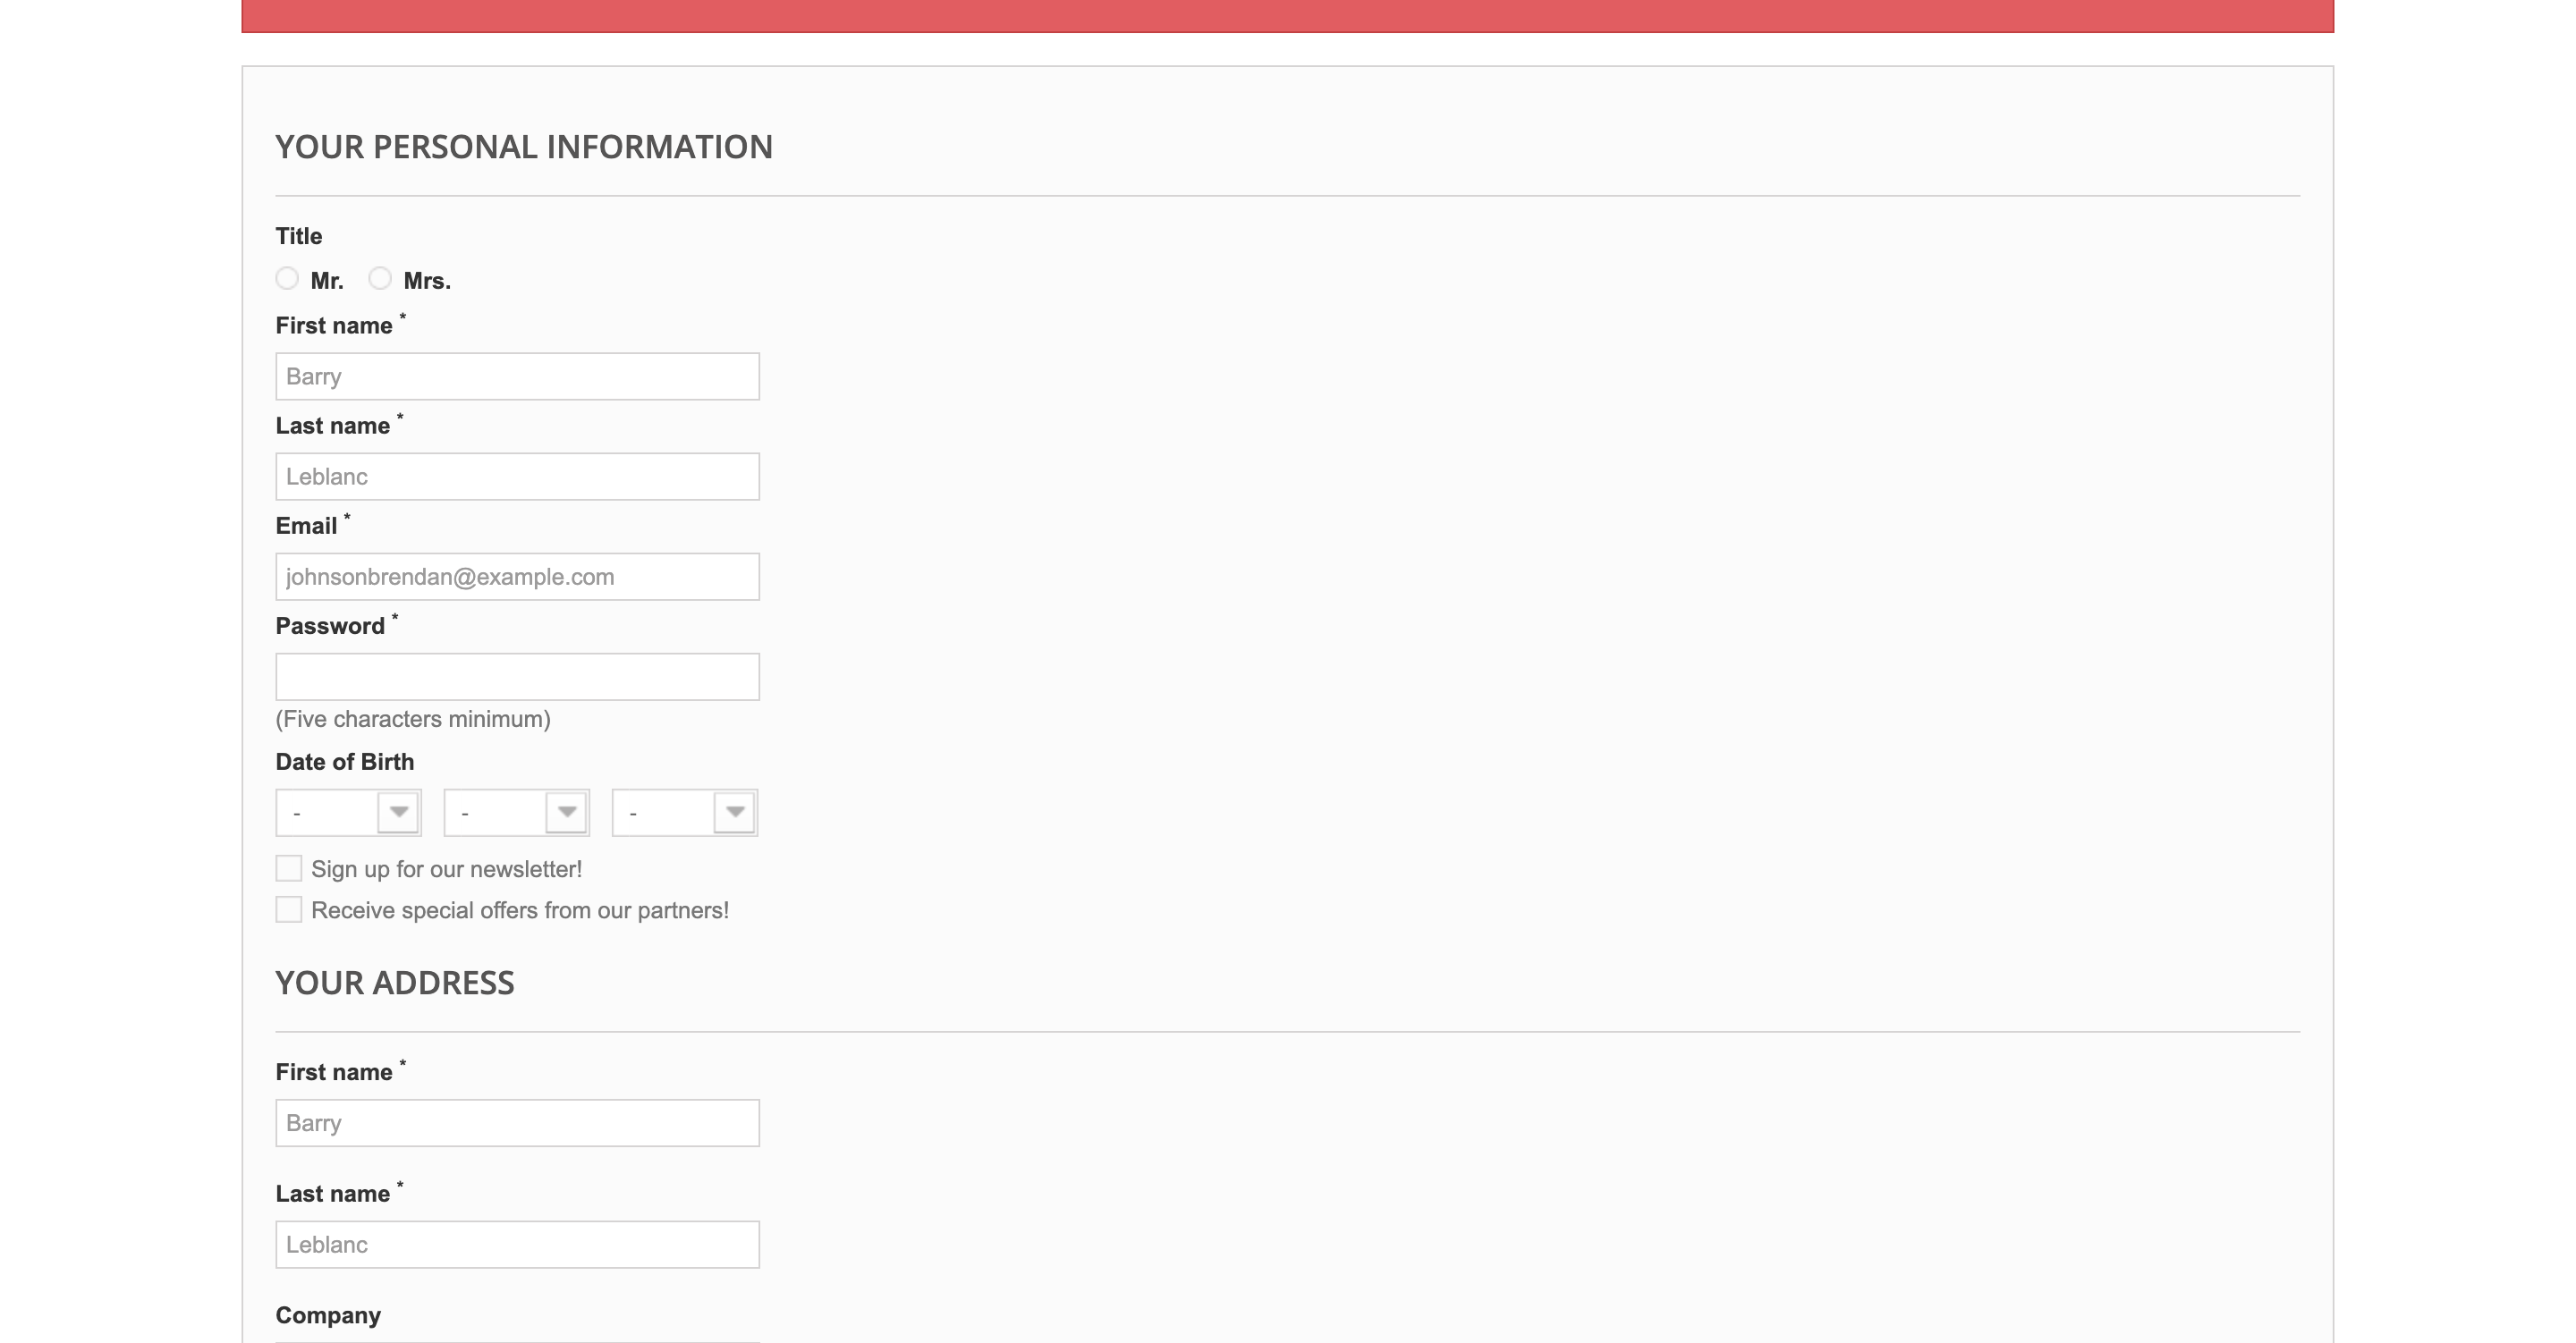 YOUR PERSONAL INFORMATION
Title
Mr. Mrs.
First name *
Barry
Last name *
Leblanc
Email *
johnsonbrendan@example.com
Password *
(Five characters minimum)
Date of Birth
- - -
Sign up for our newsletter!
Receive special offers from our partners!
YOUR ADDRESS
First name *
Barry
Last name *
Leblanc
Company